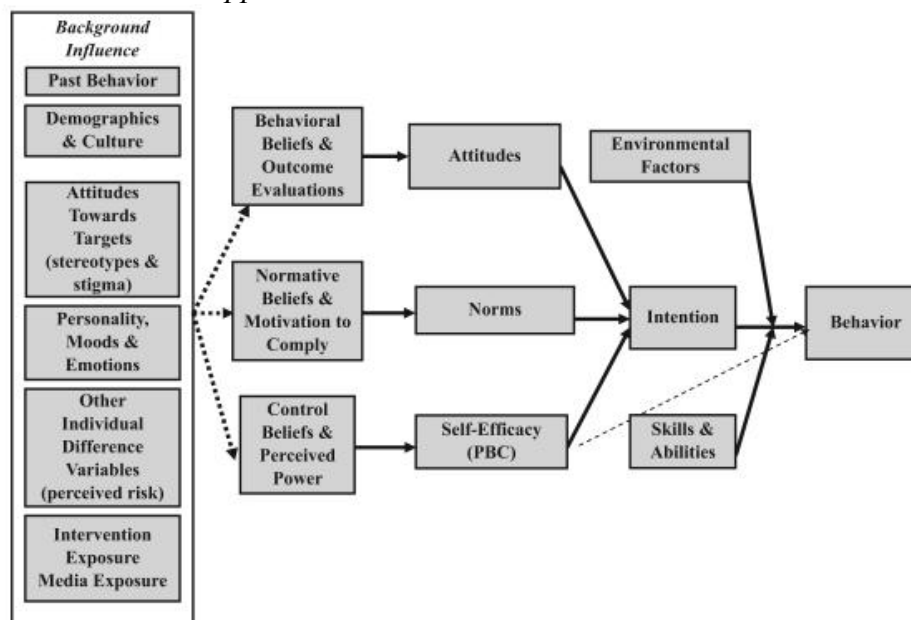 Background
Influence
Past Behavior
Demographics
& Culture
Attitudes
Towards
Targets
(stereotypes &
stigma)
Personality,
Moods &
Emotions
Other
Individual
Difference
Variables
(perceived risk)
Intervention
Exposure
Media Exposure
Behavioral
Beliefs &
Outcome
Evaluations
Normative
Beliefs &
Motivation to
Comply
Control
Beliefs &
Perceived
Power
Attitudes
Norms
Self-Efficacy
(PBC)
Environmental
Factors
Intention
Skills &
Abilities
Behavior